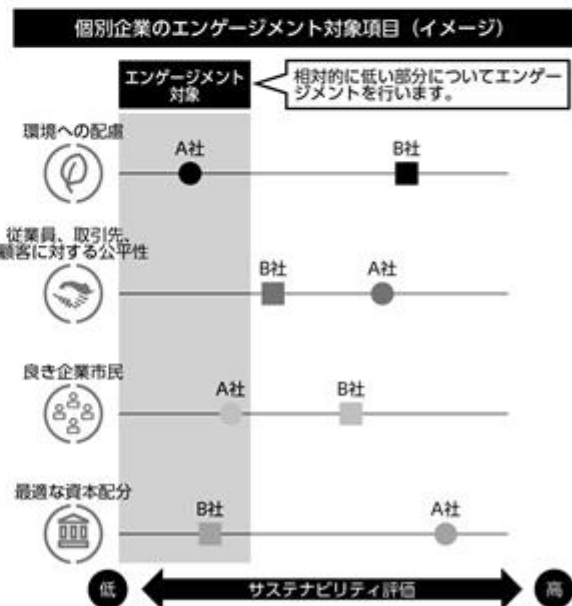 個別企業のエンゲージメント対象項目（イメージ）
エンゲージメント
対象
相対的に低い部分についてエンゲー
ジメントを行います。
環境への配慮
A社
B社
従業員、取引先、
顧客に対する公平性
B社
A社
良き企業市民
A社
B社
最適な資本配分
B社
A社
低
サステナビリティ評価
高